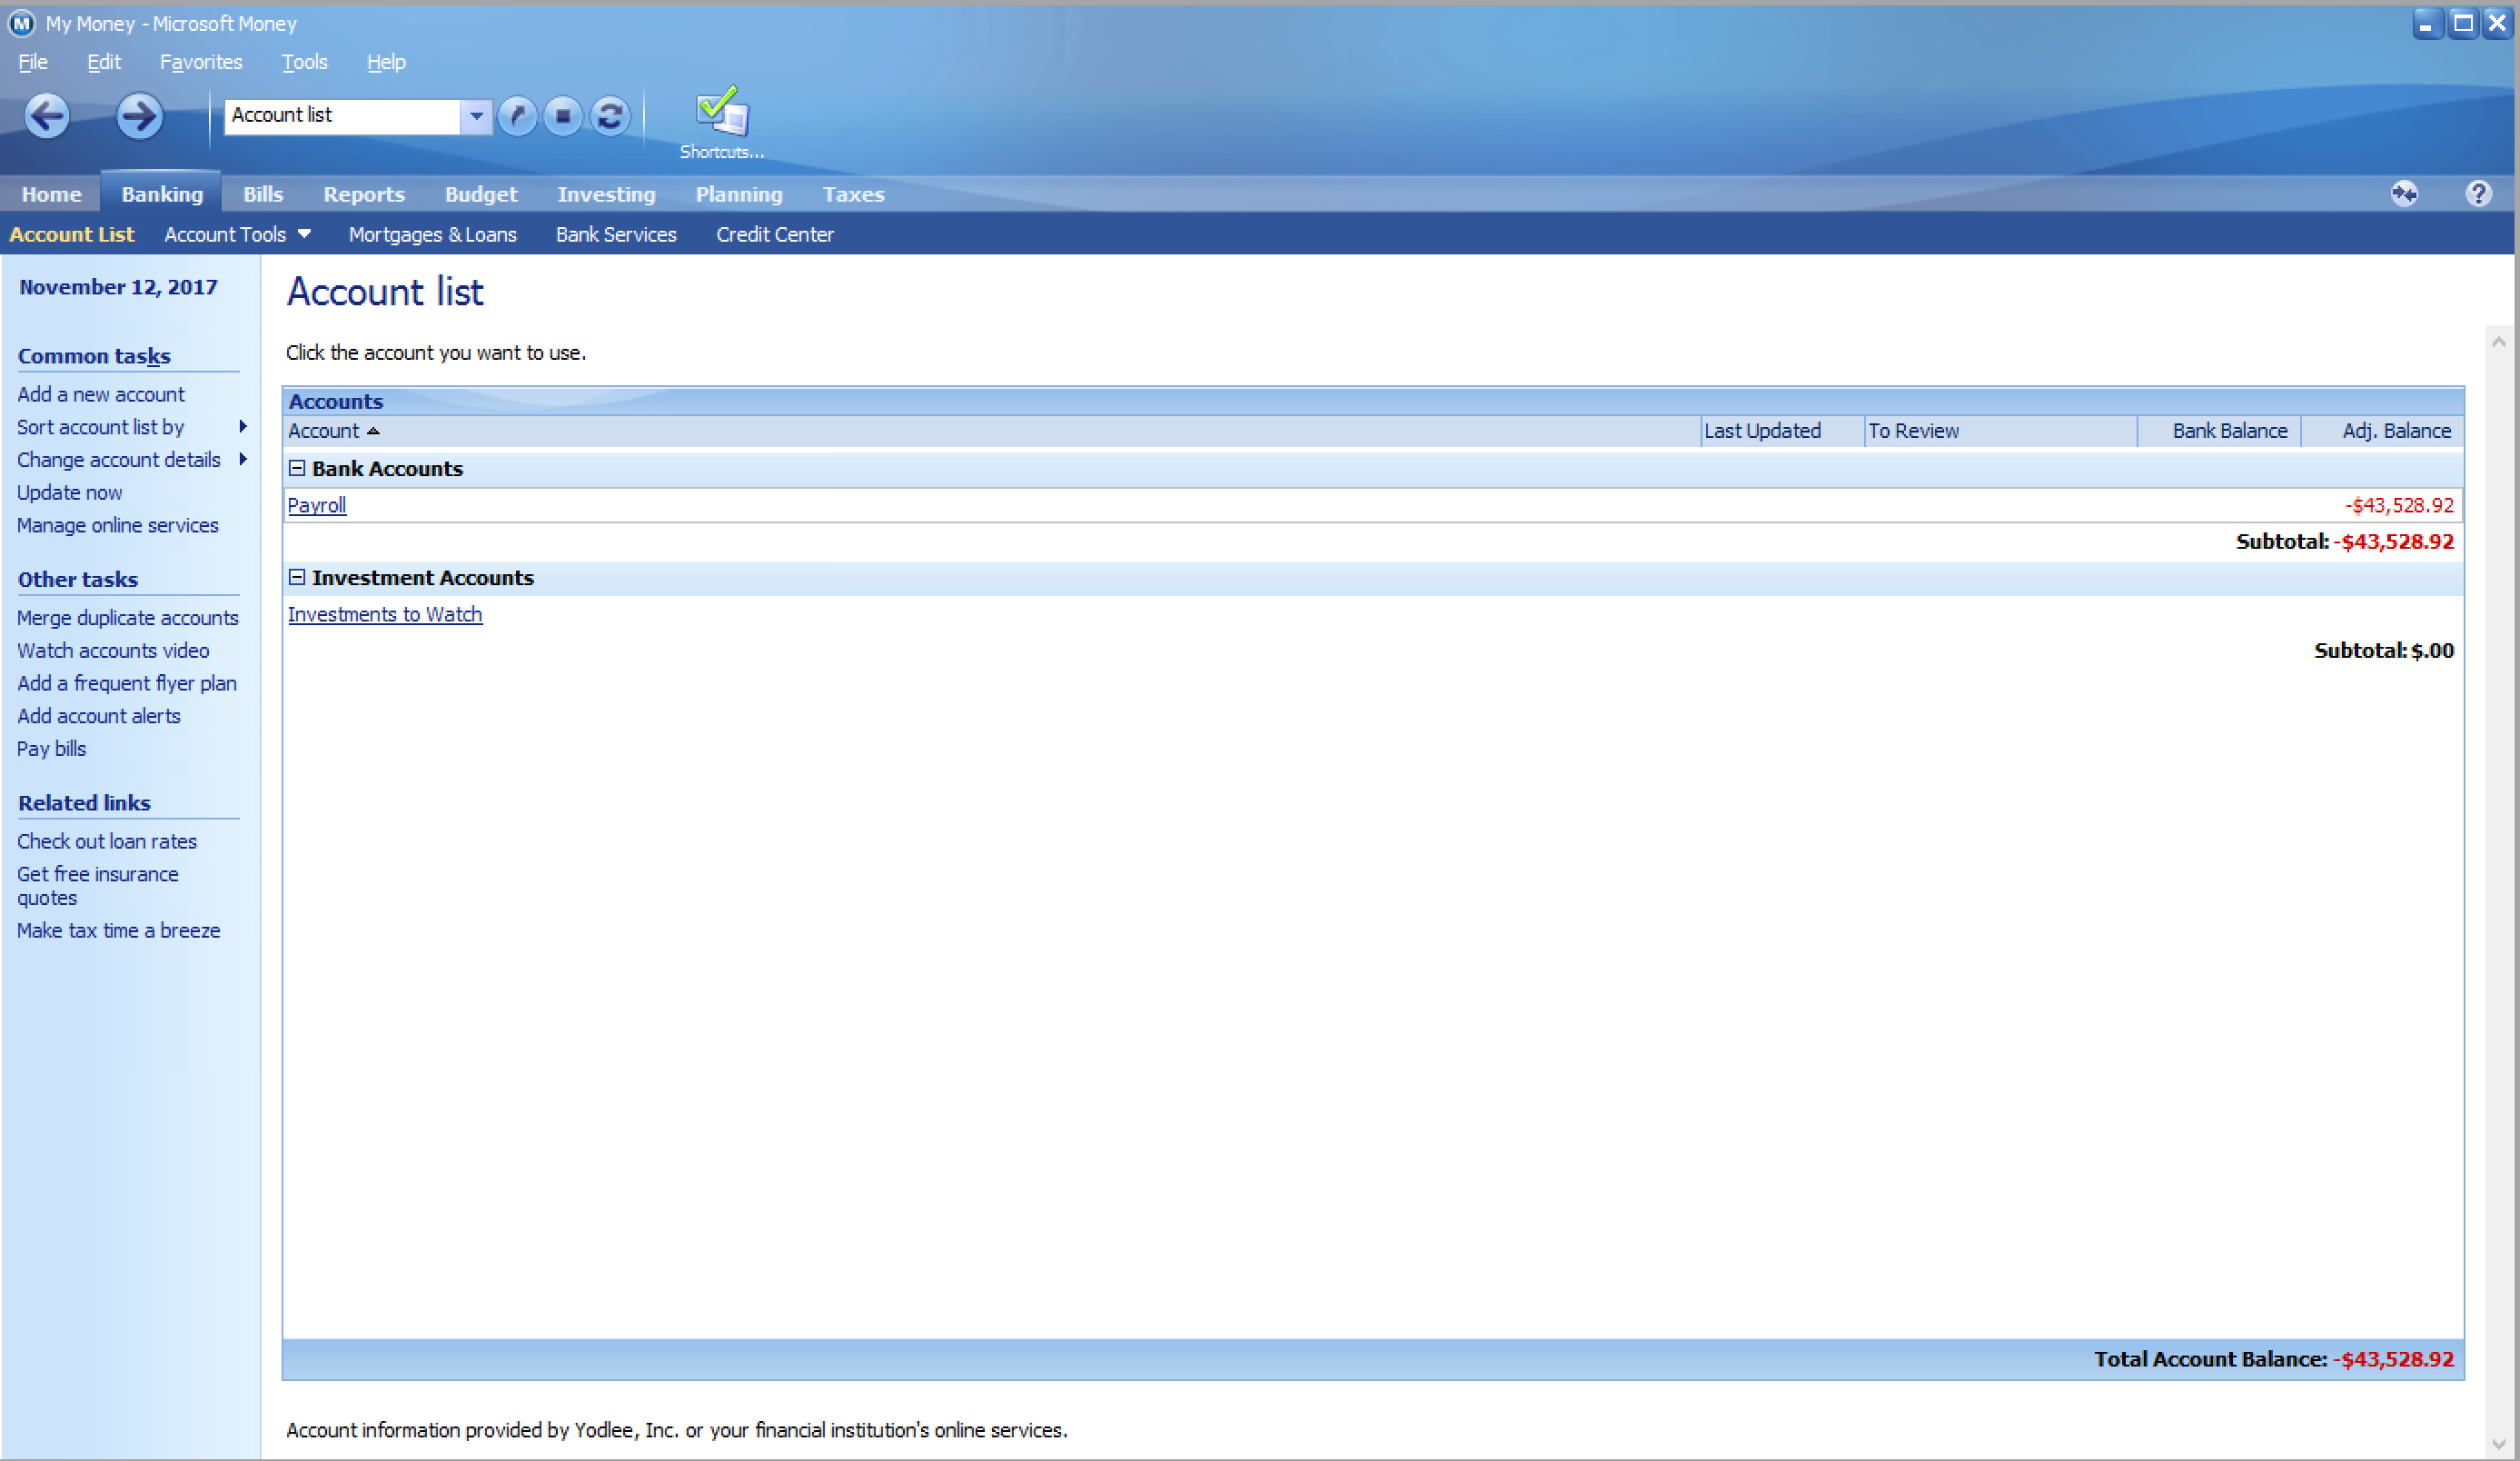 My Money - Microsoft Money
File Edit Favorites Tools Help
Account list
Shortcuts...
Home Banking Bills Reports Budget Investing Planning Taxes
Account List Account Tools Mortgages & Loans Bank Services Credit Center
November 12, 2017
Common tasks
Add a new account
Sort account list by
Change account details
Update now
Manage online services
Other tasks
Merge duplicate accounts
Watch accounts video
Add a frequent flyer plan
Add account alerts
Pay bills
Related links
Check out loan rates
Get free insurance
quotes
Make tax time a breeze
Account list
Click the account you want to use.
Accounts
Account Last Updated To Review Bank Balance Adj. Balance
Bank Accounts
Payroll -$43,528.92
Subtotal: -$43,528.92
Investment Accounts
Investments to Watch
Subtotal: $.00
Total Account Balance: -$43,528.92
Account information provided by Yodlee, Inc. or your financial institution's online services.